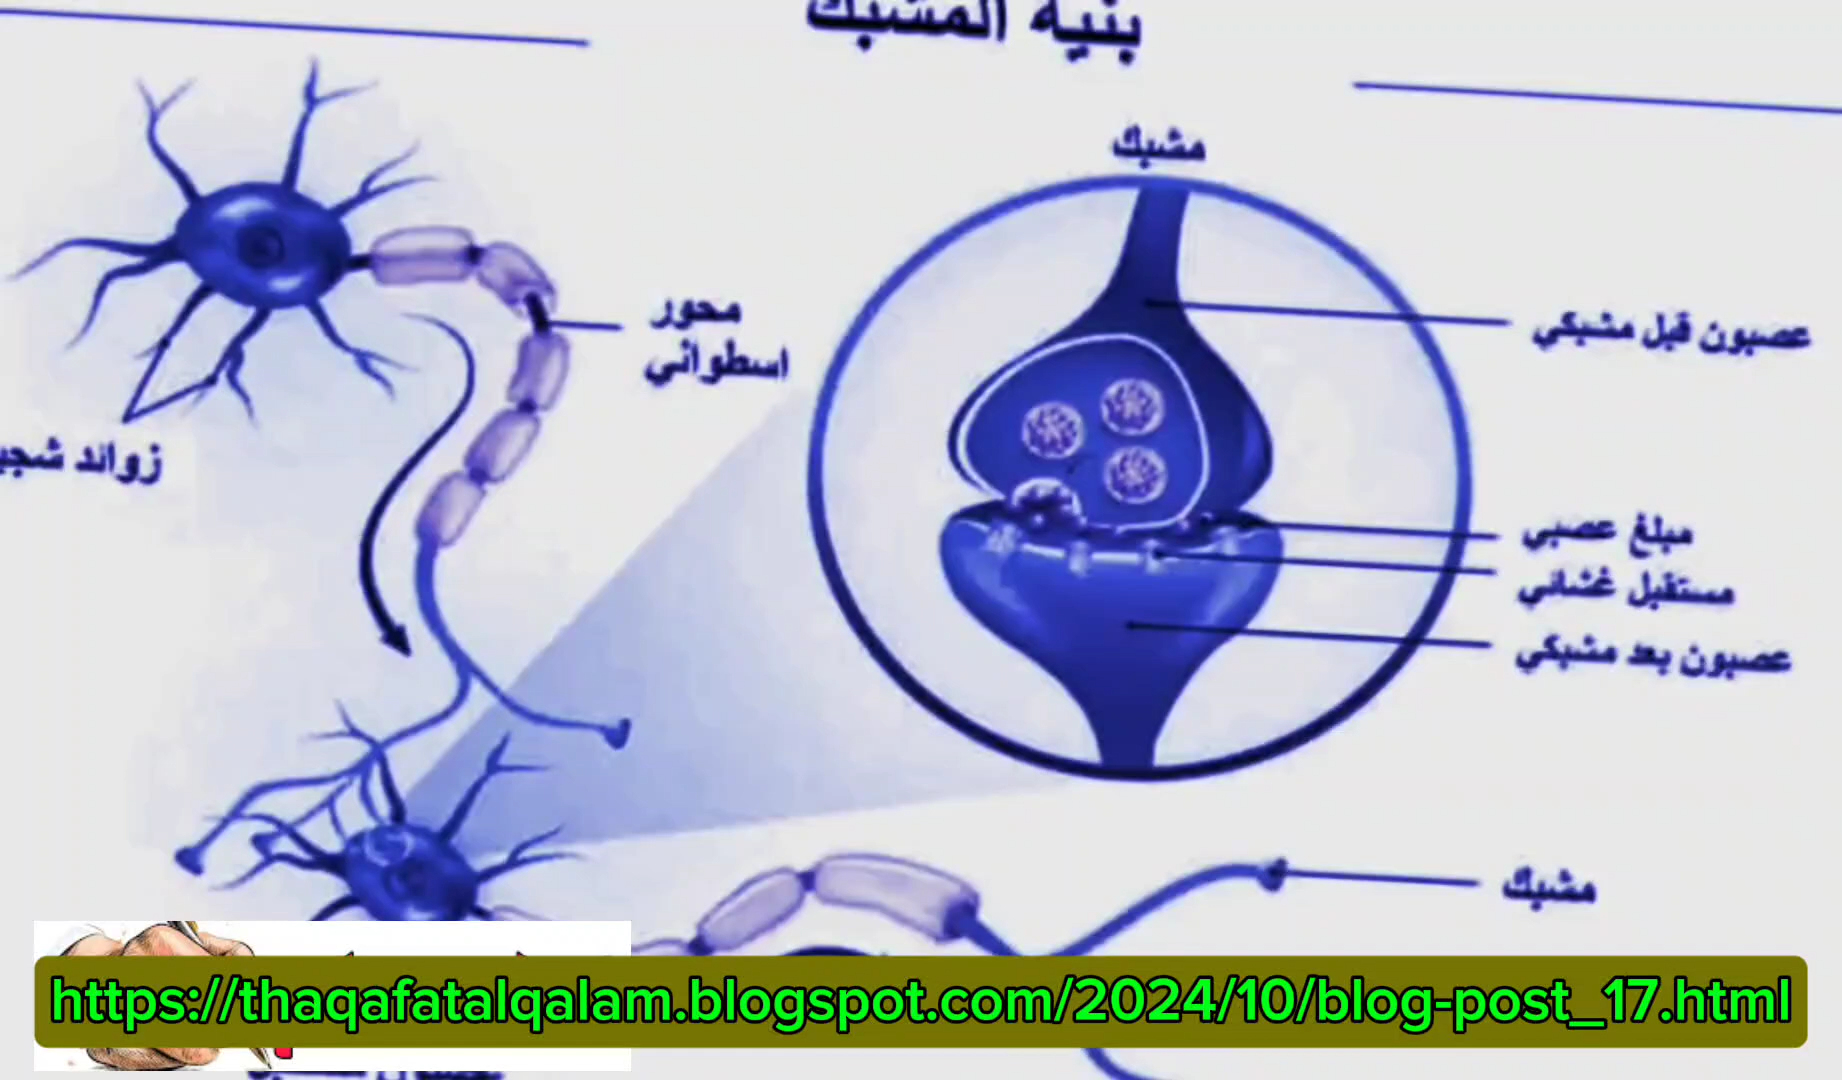 بنية المشبك
مشبك
محور
اسطواني
عصبون قبل مشبكي
زوائد
مبلغ عصبي
مستقبل غشائي
عصبون بعد مشبكي
مشبك
https://thaqafatalqalam.blogspot.com/2024/10/blog-post_17.html